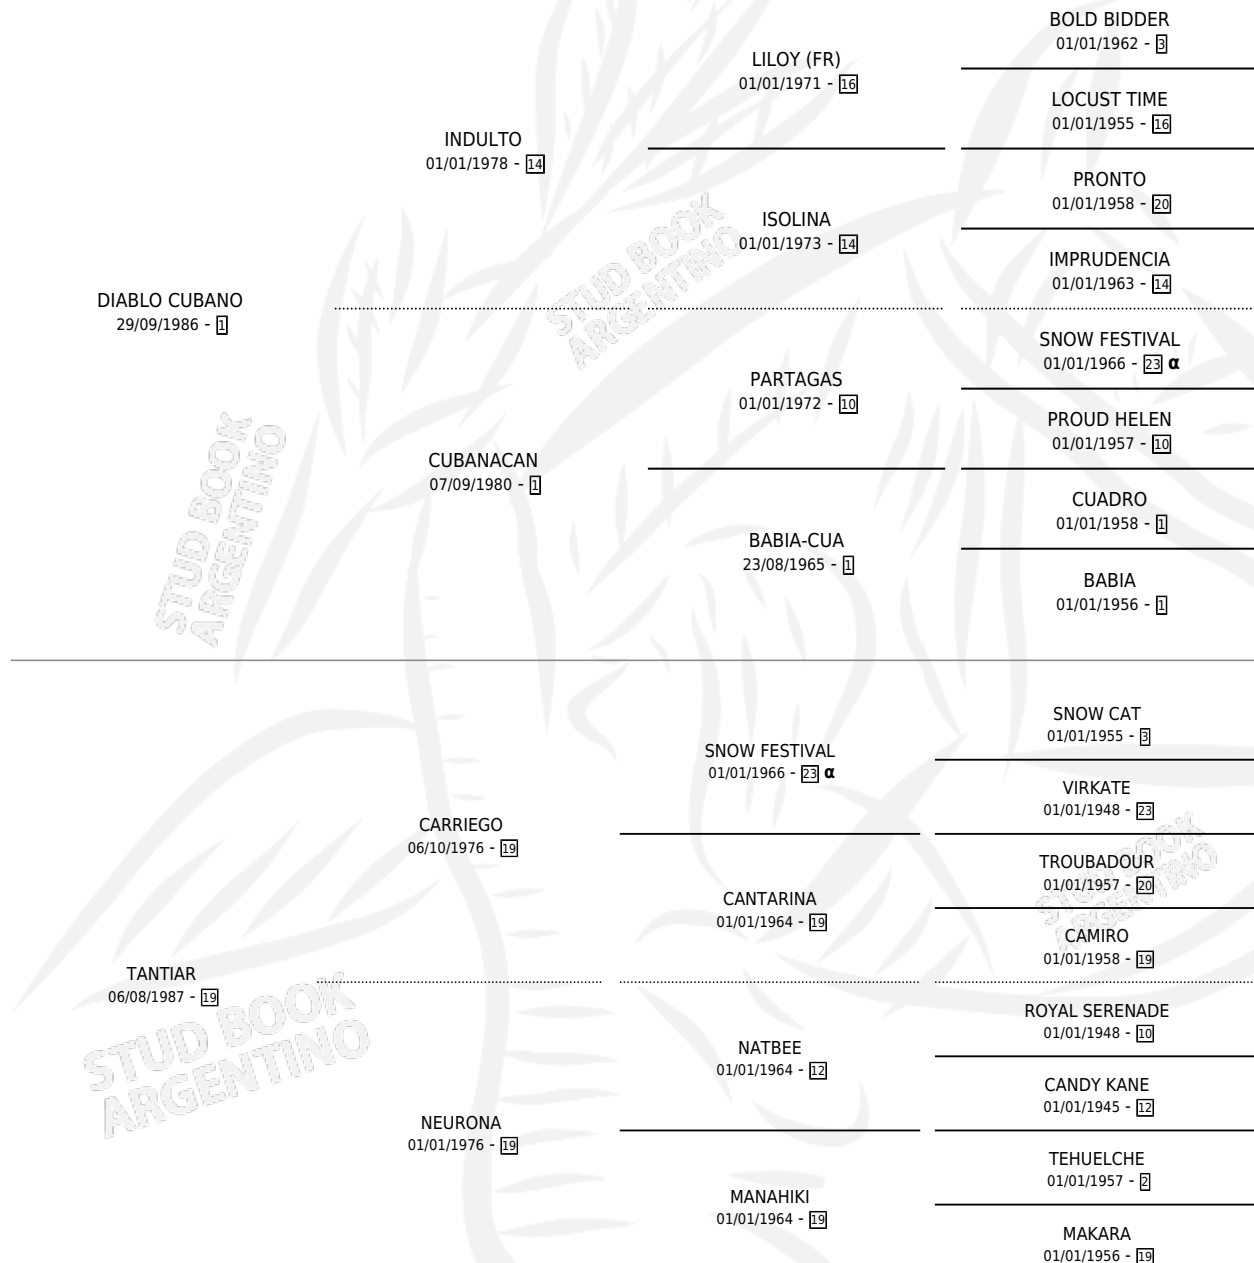 BOLD BIDDER
01/01/1962 - 3
LILOY (FR)
01/01/1971 - 16
LOCUST TIME
01/01/1955 - 16
INDULTO
01/01/1978 - 14
PRONTO
01/01/1958 - 20
ISOLINA
01/01/1973 - 14
IMPRUDENCIA
01/01/1963 - 14
DIABLO CUBANO
29/09/1986 - 1
SNOW FESTIVAL
01/01/1966 - 23 α
PARTAGAS
01/01/1972 - 10
PROUD HELEN
01/01/1957 - 10
CUBANACAN
07/09/1980 - 1
CUADRO
01/01/1958 - 1
BABIA-CUA
23/08/1965 - 1
BABIA
01/01/1956 - 1
SNOW CAT
01/01/1955 - 3
SNOW FESTIVAL
01/01/1966 - 23 α
VIRKATE
01/01/1948 - 23
CARRIEGO
06/10/1976 - 19
TROUBADOUR
01/01/1957 - 20
CANTARINA
01/01/1964 - 19
CAMIRO
01/01/1958 - 19
TANTIAR
06/08/1987 - 19
ROYAL SERENADE
01/01/1948 - 10
NATBEE
01/01/1964 - 12
CANDY KANE
01/01/1945 - 12
NEURONA
01/01/1976 - 19
TEHUELCHE
01/01/1957 - 2
MANAHIKI
01/01/1964 - 19
MAKARA
01/01/1956 - 19
STUD BOOK
ARGENTINO
STUD BOOK
ARGENTINO
STUD BOOK
ARGENTINO
STUD BOOK
ARGENTINO